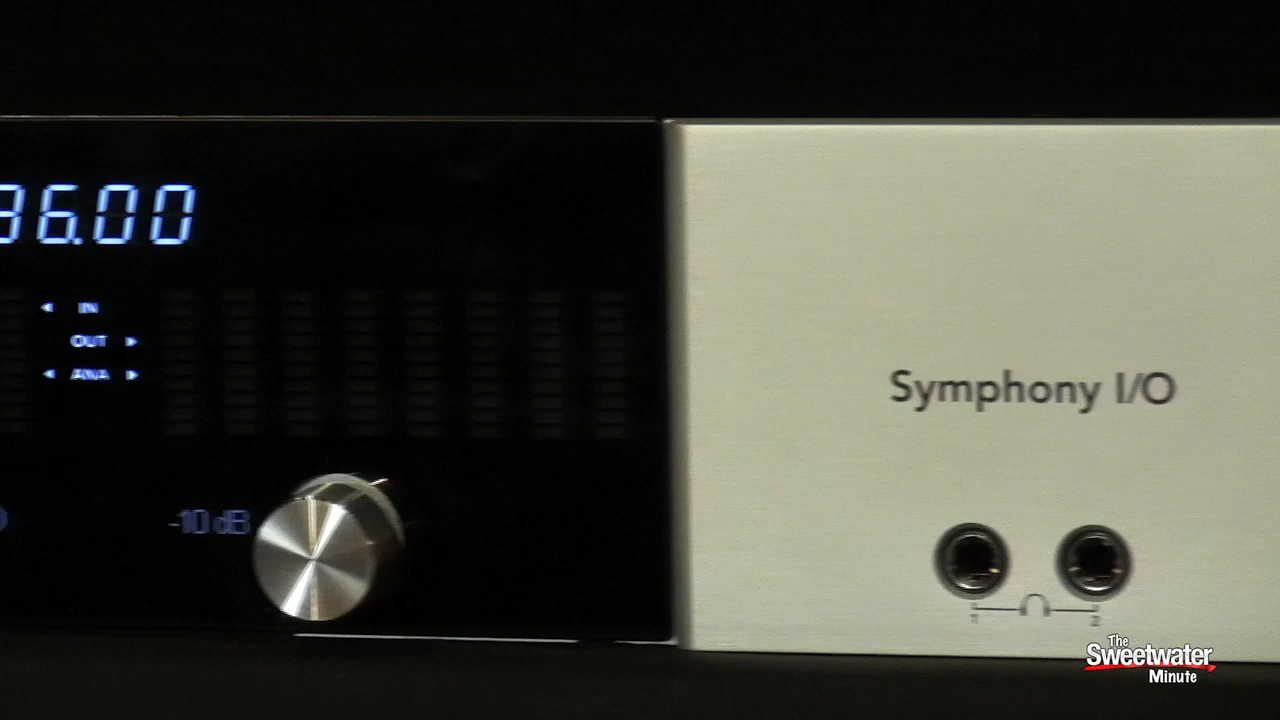 36.00
◄ IN
OUT ►
◄ ANA ►
-10 dB
Symphony I/O
1 2
The
Sweetwater
Minute